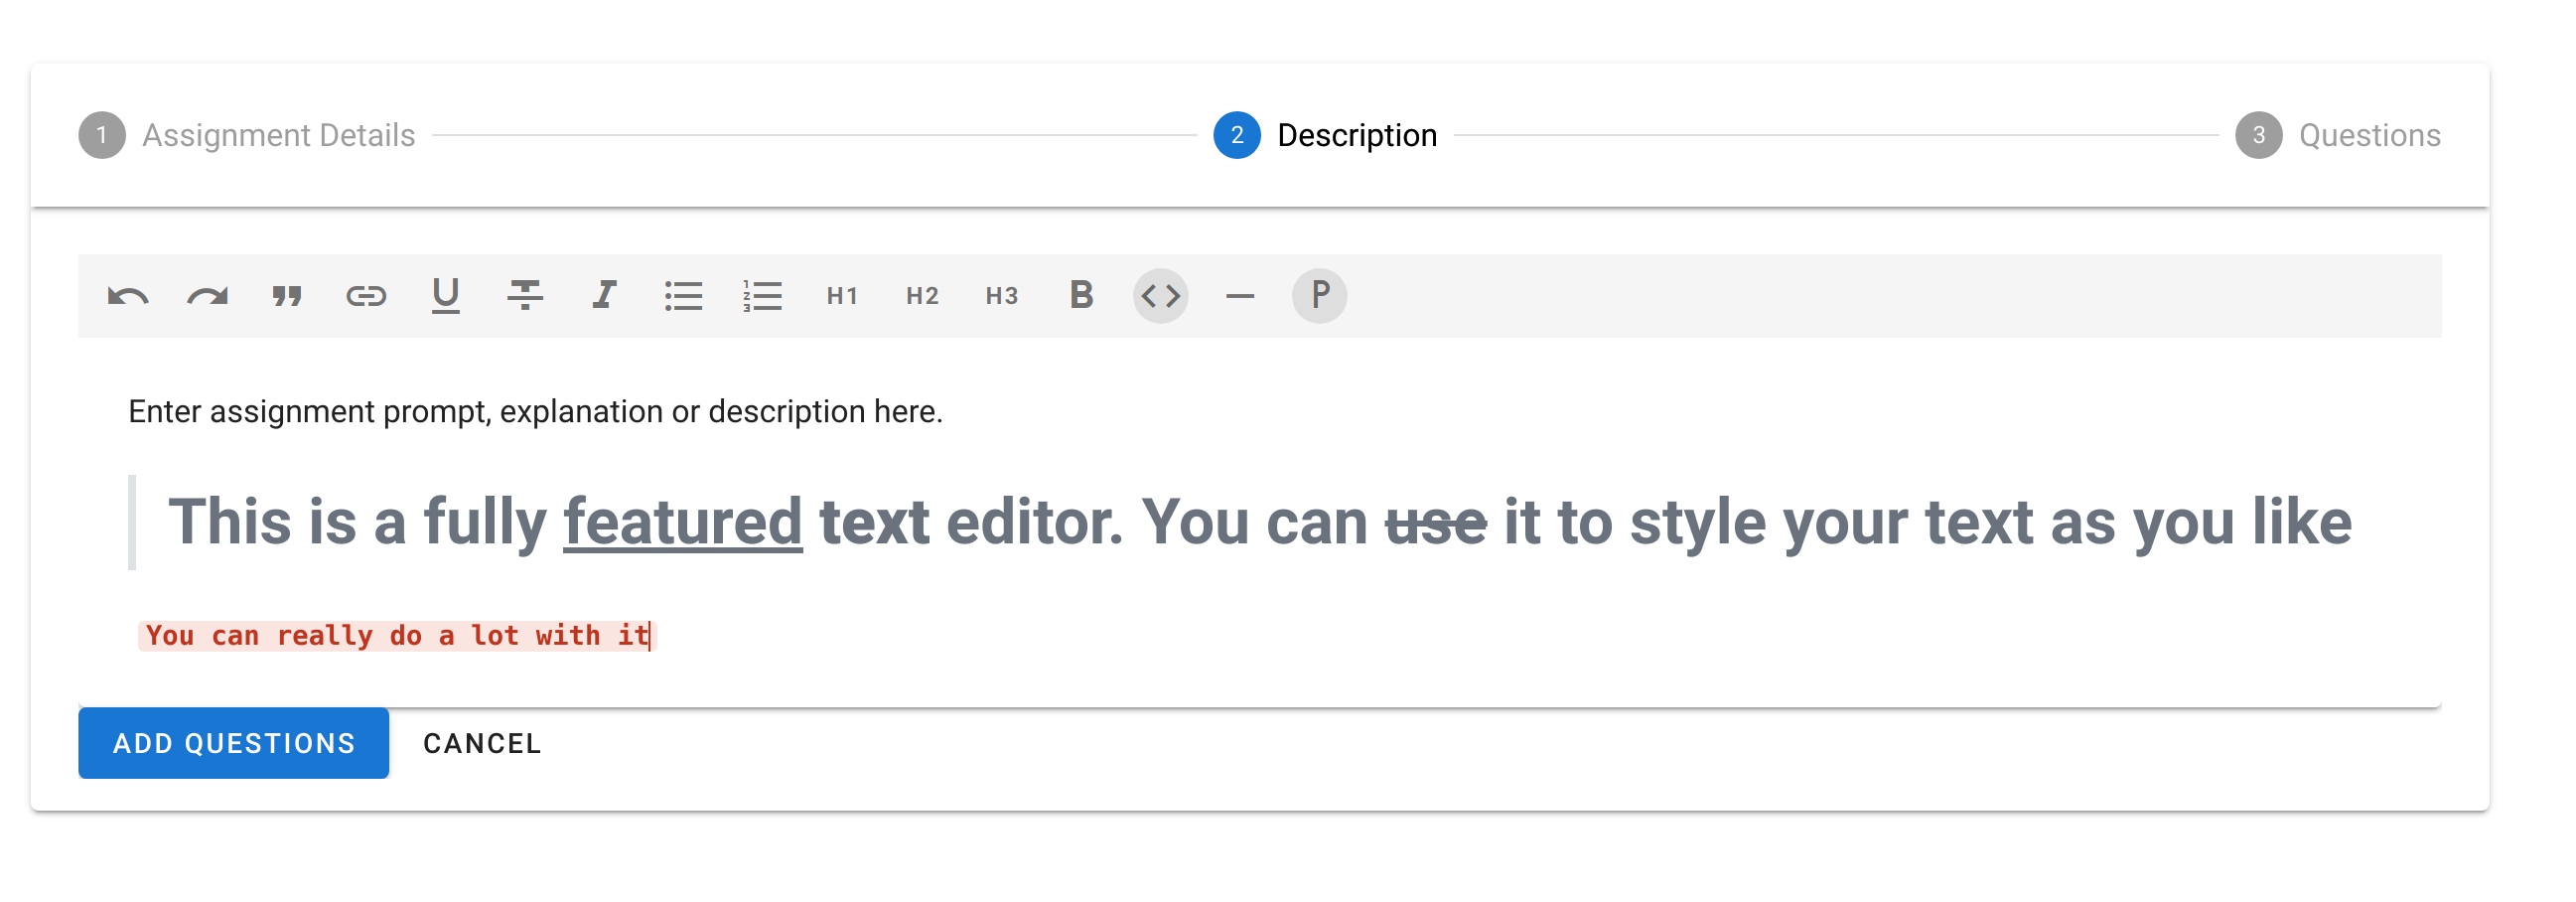 1 Assignment Details 2 Description 3 Questions
H1 H2 H3 B <> — P
Enter assignment prompt, explanation or description here.
This is a fully featured text editor. You can use it to style your text as you like
You can really do a lot with it
ADD QUESTIONS CANCEL